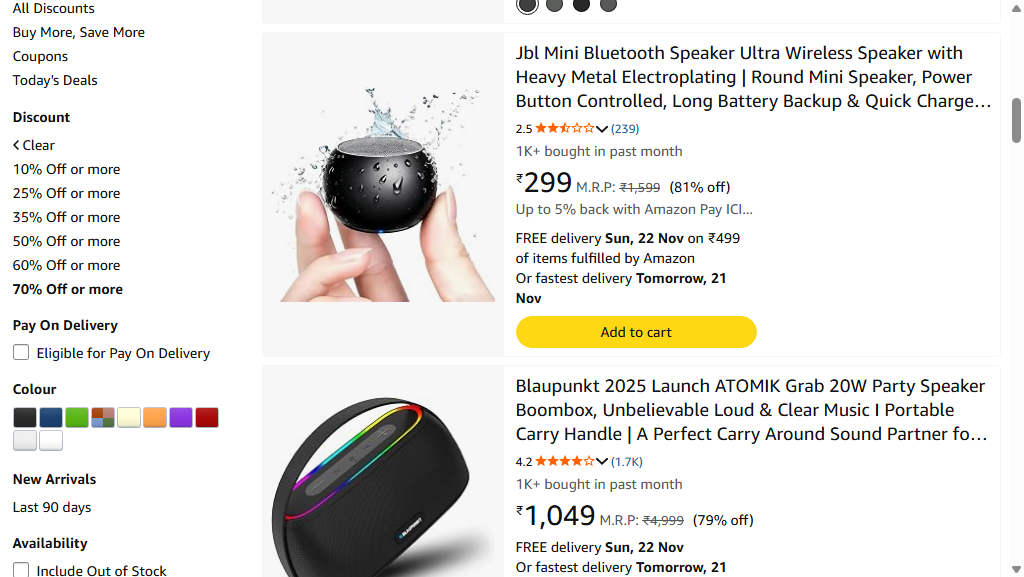 All Discounts
Buy More, Save More
Coupons
Today's Deals
Discount
Clear
10% Off or more
25% Off or more
35% Off or more
50% Off or more
60% Off or more
70% Off or more
Pay On Delivery
Eligible for Pay On Delivery
Colour
New Arrivals
Last 90 days
Availability
Include Out of Stock
Jbl Mini Bluetooth Speaker Ultra Wireless Speaker with
Heavy Metal Electroplating | Round Mini Speaker, Power
Button Controlled, Long Battery Backup & Quick Charge…
2.5 (239)
1K+ bought in past month
₹299 M.R.P: ₹1,599 (81% off)
Up to 5% back with Amazon Pay ICI…
FREE delivery Sun, 22 Nov on ₹499
of items fulfilled by Amazon
Or fastest delivery Tomorrow, 21
Nov
Add to cart
BLAUPUNKT
Blaupunkt 2025 Launch ATOMIK Grab 20W Party Speaker
Boombox, Unbelievable Loud & Clear Music I Portable
Carry Handle | A Perfect Carry Around Sound Partner fo…
4.2 (1.7K)
1K+ bought in past month
₹1,049 M.R.P: ₹4,999 (79% off)
FREE delivery Sun, 22 Nov
Or fastest delivery Tomorrow, 21